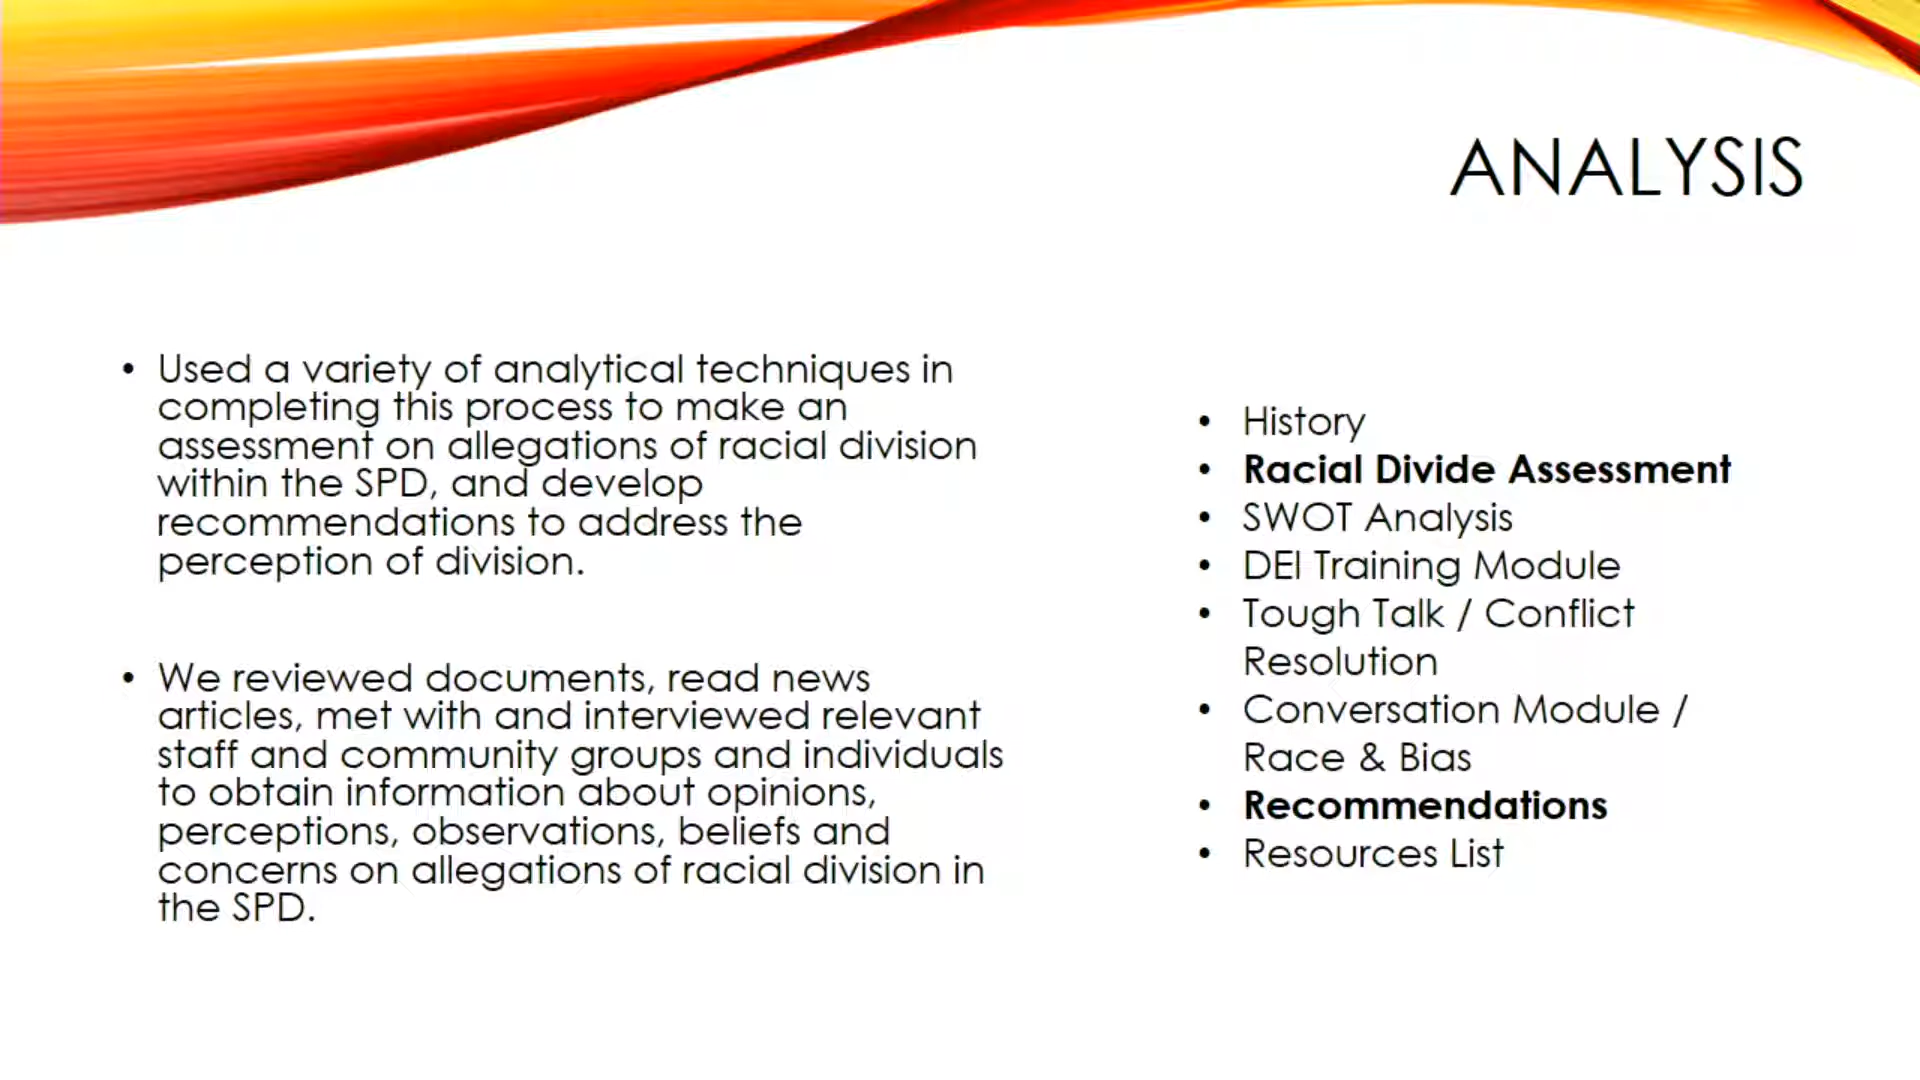 ANALYSIS
• Used a variety of analytical techniques in
completing this process to make an
assessment on allegations of racial division
within the SPD, and develop
recommendations to address the
perception of division.
• We reviewed documents, read news
articles, met with and interviewed relevant
staff and community groups and individuals
to obtain information about opinions,
perceptions, observations, beliefs and
concerns on allegations of racial division in
the SPD.
• History
• Racial Divide Assessment
• SWOT Analysis
• DEI Training Module
• Tough Talk / Conflict
Resolution
• Conversation Module /
Race & Bias
• Recommendations
• Resources List